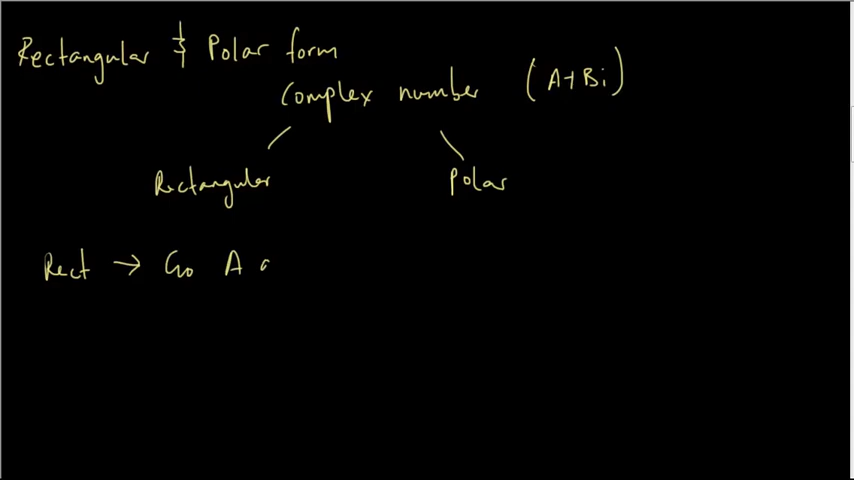 Rectangular & Polar form
Complex number (A+Bi)
Rectangular Polar
Rect → Go A a